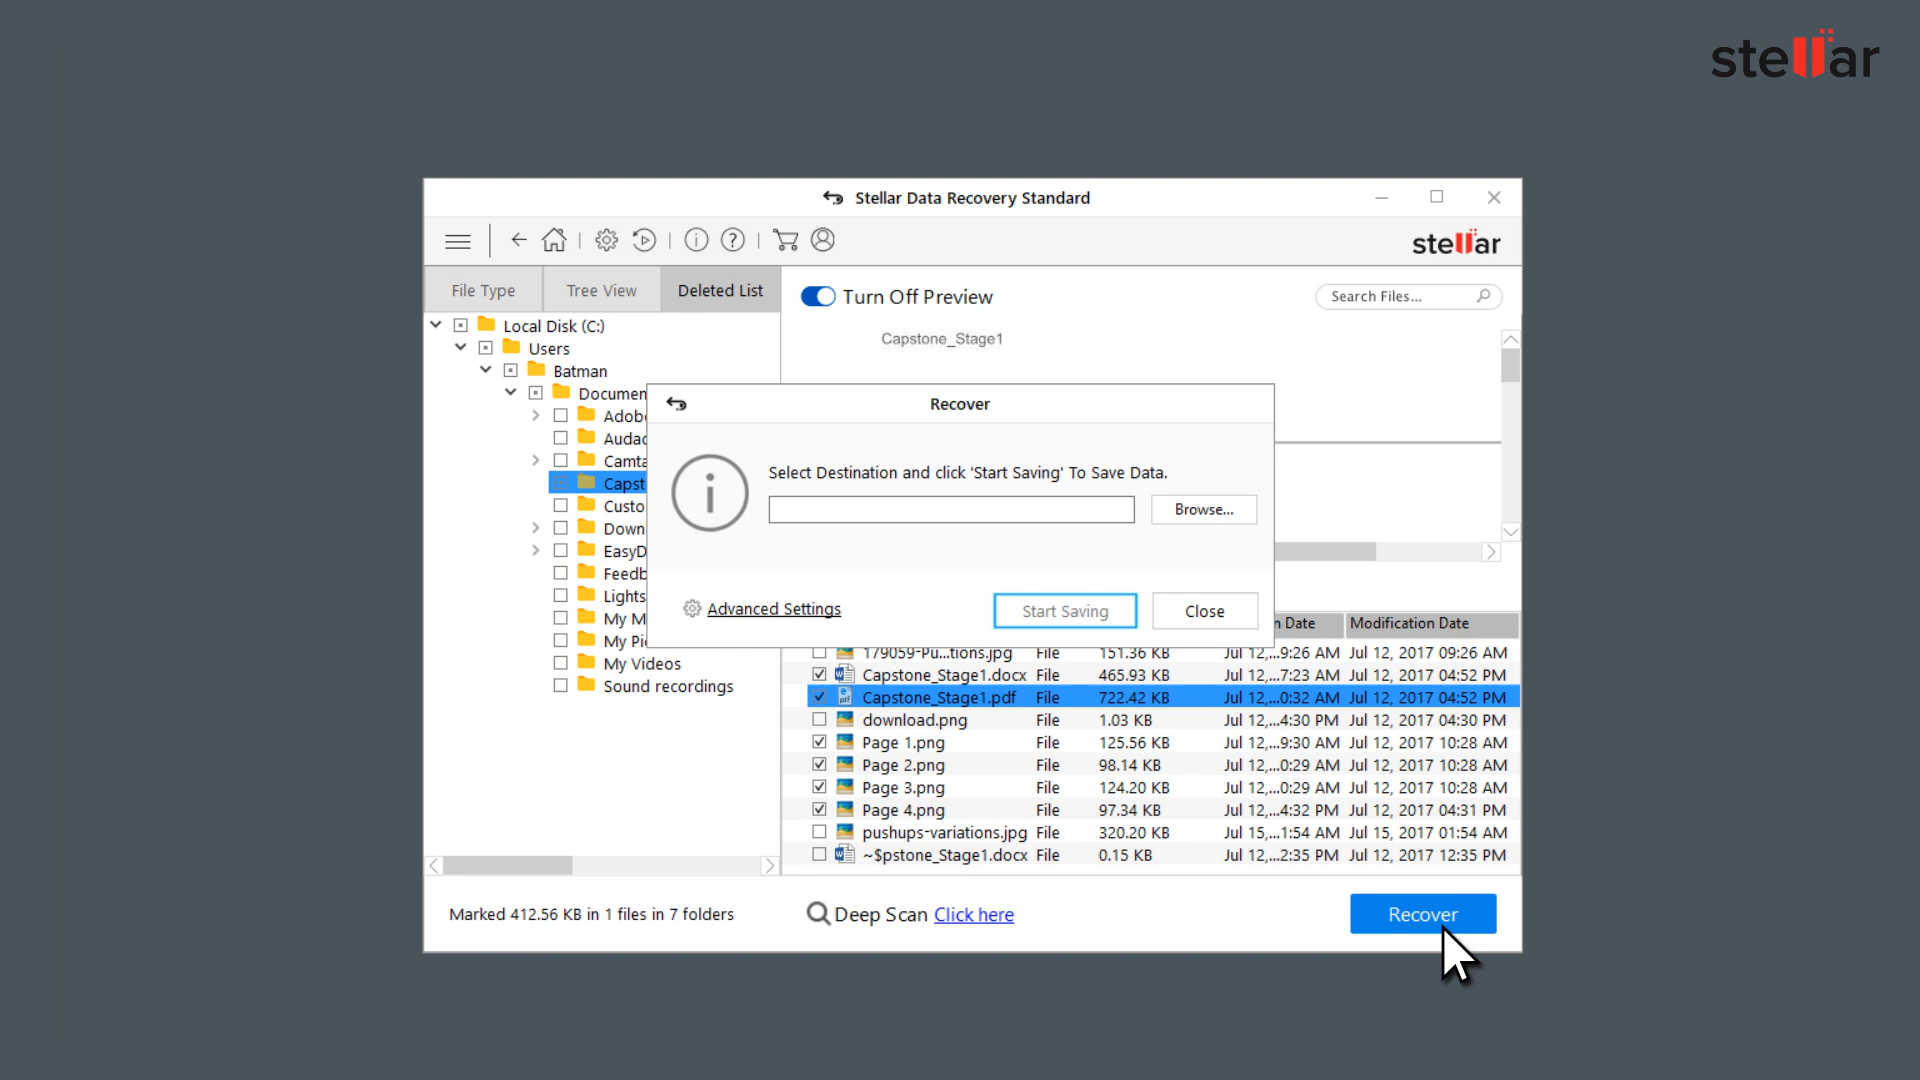 stellar
Stellar Data Recovery Standard
stellar
File Type
Tree View
Deleted List
Turn Off Preview
Search Files...
Local Disk (C:)
Users
Batman
Documen
Adob
Audac
Camta
Capst
Custo
Down
EasyD
Feedb
Lights
My M
My Pi
My Videos
Sound recordings
Capstone_Stage1
Recover
Select Destination and click 'Start Saving' To Save Data.
Browse...
Advanced Settings
Start Saving
Close
n Date Modification Date
179059-Pu...tions.jpg File 151.36 KB Jul 12,...9:26 AM Jul 12, 2017 09:26 AM
Capstone_Stage1.docx File 465.93 KB Jul 12,...7:23 AM Jul 12, 2017 04:52 PM
Capstone_Stage1.pdf File 722.42 KB Jul 12,...0:32 AM Jul 12, 2017 04:52 PM
download.png File 1.03 KB Jul 12,...4:30 PM Jul 12, 2017 04:30 PM
Page 1.png File 125.56 KB Jul 12,...9:30 AM Jul 12, 2017 10:28 AM
Page 2.png File 98.14 KB Jul 12,...0:29 AM Jul 12, 2017 10:28 AM
Page 3.png File 124.20 KB Jul 12,...0:29 AM Jul 12, 2017 10:28 AM
Page 4.png File 97.34 KB Jul 12,...4:32 PM Jul 12, 2017 04:31 PM
pushups-variations.jpg File 320.20 KB Jul 15,...1:54 AM Jul 15, 2017 01:54 AM
~$pstone_Stage1.docx File 0.15 KB Jul 12,...2:35 PM Jul 12, 2017 12:35 PM
Marked 412.56 KB in 1 files in 7 folders
Deep Scan Click here
Recover